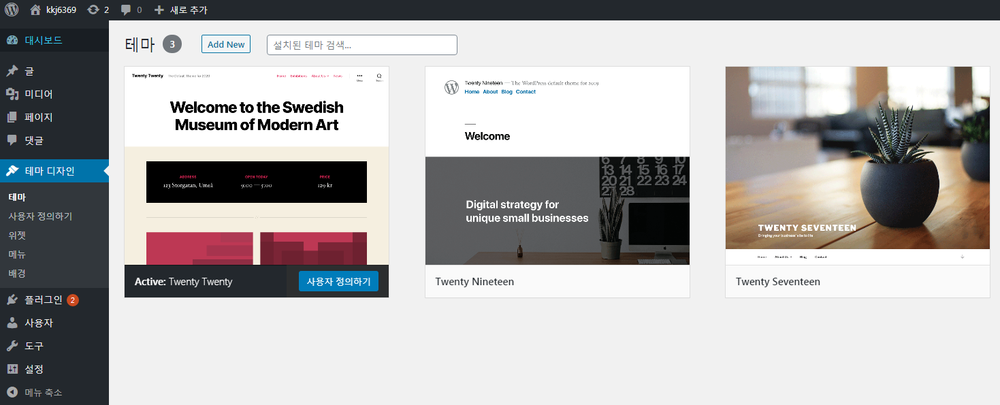 kkj6369
2
0
새로 추가
대시보드
글
미디어
페이지
댓글
테마 디자인
테마
사용자 정의하기
위젯
메뉴
배경
플러그인 2
사용자
도구
설정
메뉴 축소
테마 3
Add New
설치된 테마 검색...
Twenty Twenty
The Default Theme for 2020
Home Exhibitions About Us News
Menu
Search
Welcome to the Swedish
Museum of Modern Art
ADDRESS
OPEN TODAY
PRICE
123 Storgatan, Umeå
9:00 — 5:00
129 kr
Active: Twenty Twenty
사용자 정의하기
Twenty Nineteen — The WordPress default theme for 2019
Home About Blog Contact
Welcome
6 7 8 9 10
13 14 15 16 17
20 21 22 23 24
27 28
Digital strategy for
unique small businesses
Twenty Nineteen
TWENTY SEVENTEEN
Bringing your business' site to life
Home About Us Blog Contact
Twenty Seventeen